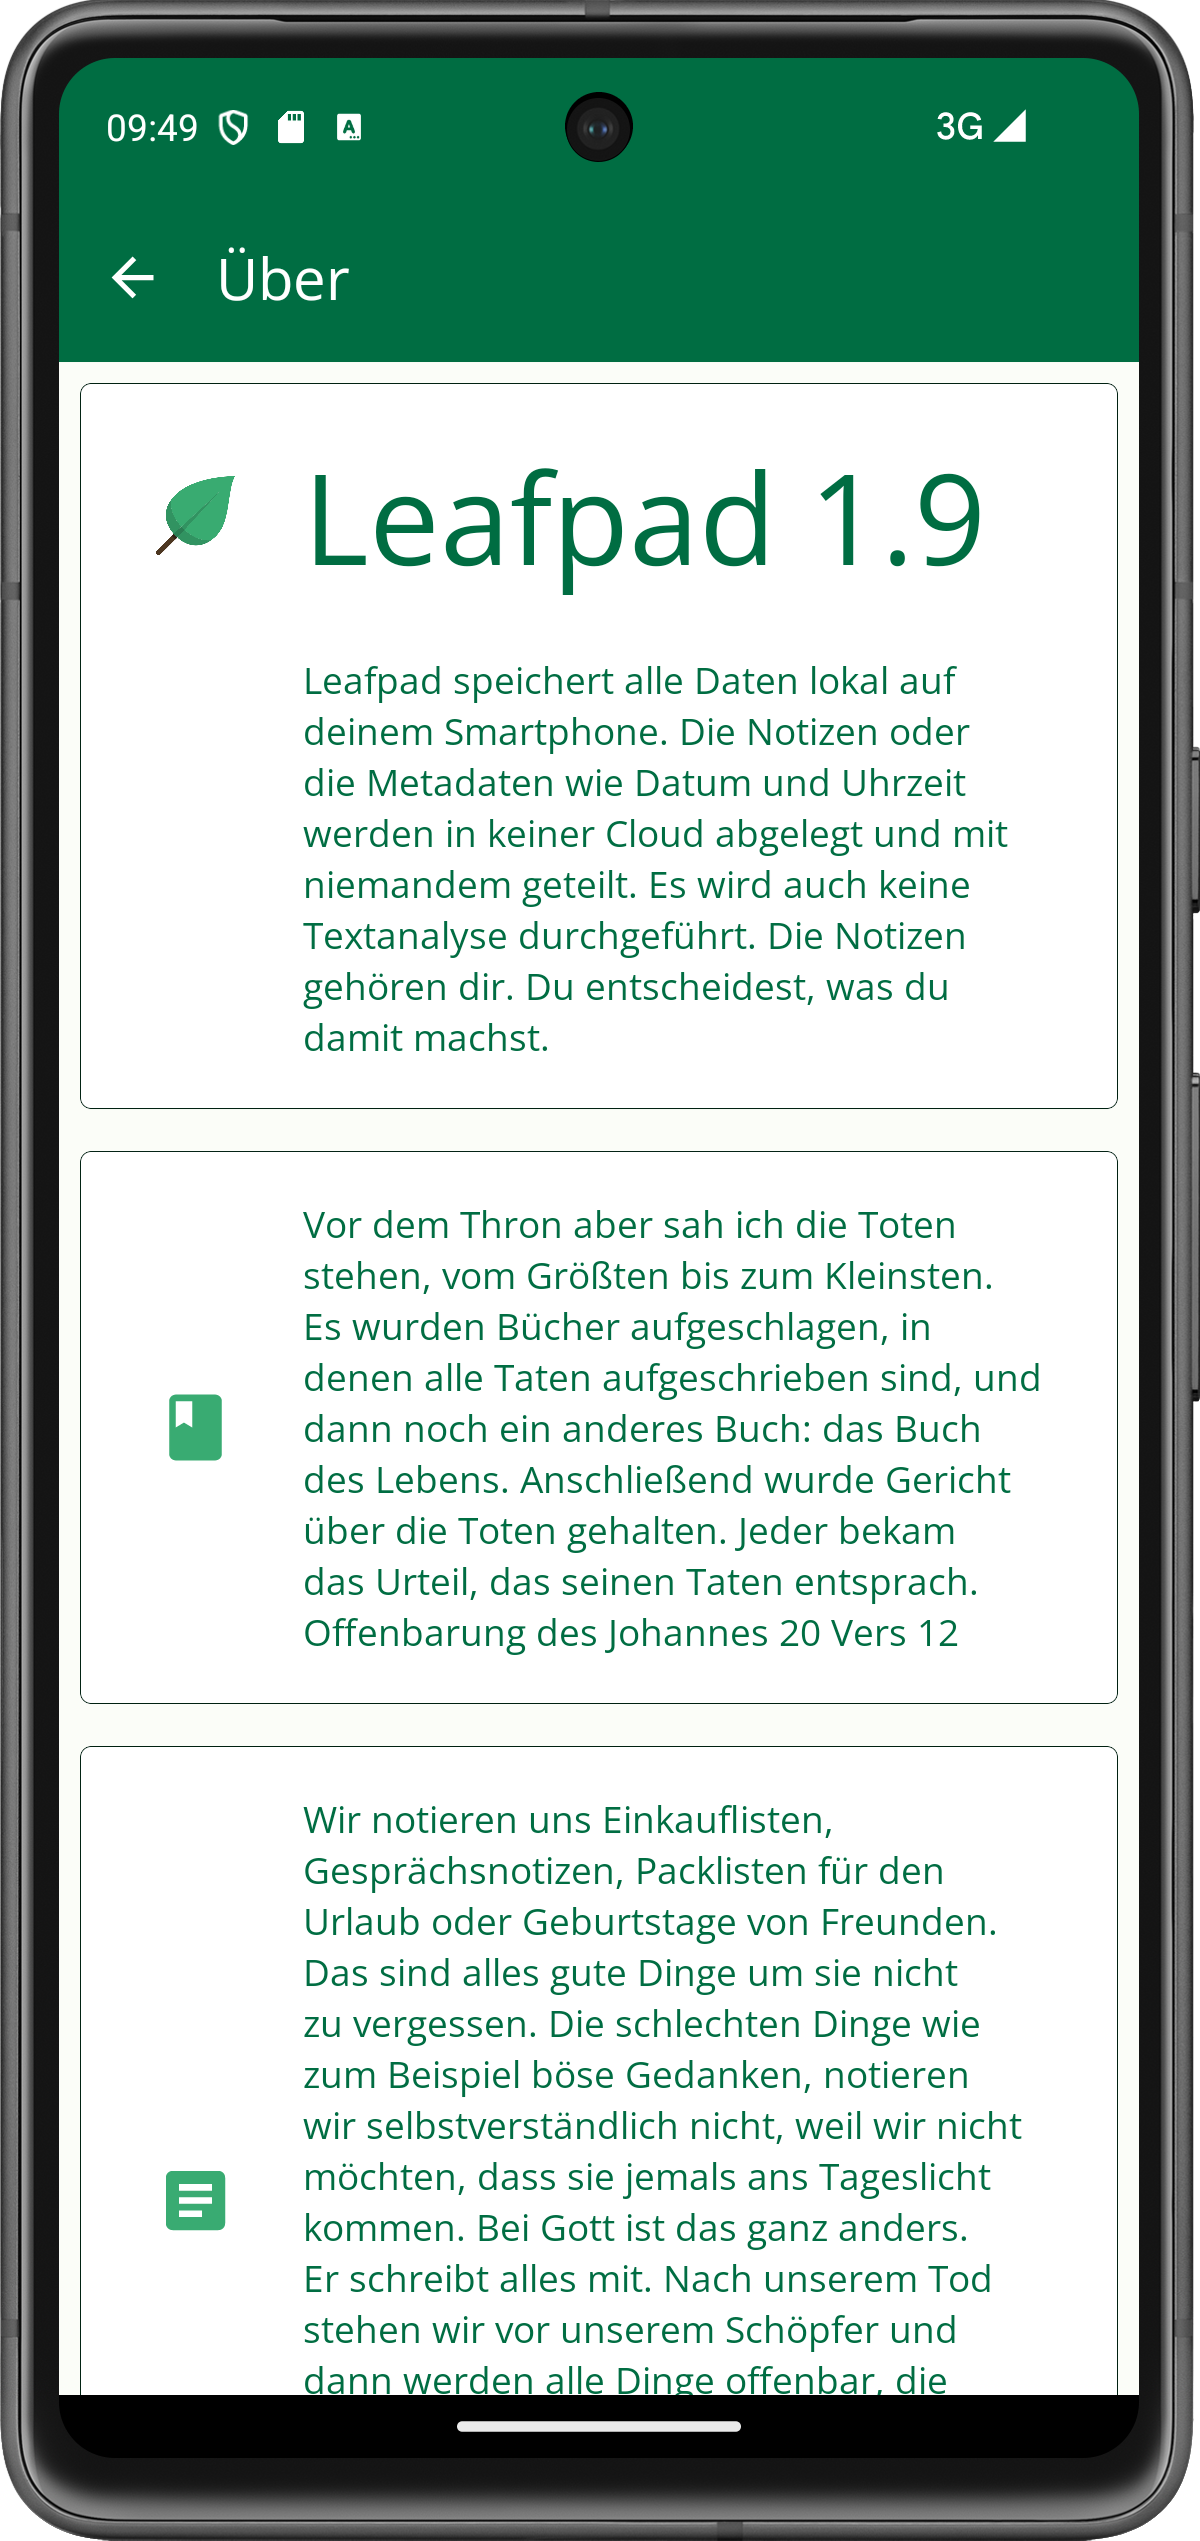 09:49
3G
Über
Leafpad 1.9
Leafpad speichert alle Daten lokal auf
deinem Smartphone. Die Notizen oder
die Metadaten wie Datum und Uhrzeit
werden in keiner Cloud abgelegt und mit
niemandem geteilt. Es wird auch keine
Textanalyse durchgeführt. Die Notizen
gehören dir. Du entscheidest, was du
damit machst.
Vor dem Thron aber sah ich die Toten
stehen, vom Größten bis zum Kleinsten.
Es wurden Bücher aufgeschlagen, in
denen alle Taten aufgeschrieben sind, und
dann noch ein anderes Buch: das Buch
des Lebens. Anschließend wurde Gericht
über die Toten gehalten. Jeder bekam
das Urteil, das seinen Taten entsprach.
Offenbarung des Johannes 20 Vers 12
Wir notieren uns Einkauflisten,
Gesprächsnotizen, Packlisten für den
Urlaub oder Geburtstage von Freunden.
Das sind alles gute Dinge um sie nicht
zu vergessen. Die schlechten Dinge wie
zum Beispiel böse Gedanken, notieren
wir selbstverständlich nicht, weil wir nicht
möchten, dass sie jemals ans Tageslicht
kommen. Bei Gott ist das ganz anders.
Er schreibt alles mit. Nach unserem Tod
stehen wir vor unserem Schöpfer und
dann werden alle Dinge offenbar, die